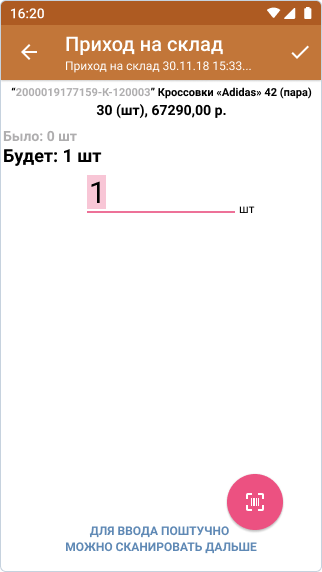 16:20
Приход на склад
Приход на склад 30.11.18 15:33...
"2000019177159-К-120003" Кроссовки «Adidas» 42 (пара)
30 (шт), 67290,00 р.
Было: 0 шт
Будет: 1 шт
1 шт
ДЛЯ ВВОДА ПОШТУЧНО
МОЖНО СКАНИРОВАТЬ ДАЛЬШЕ